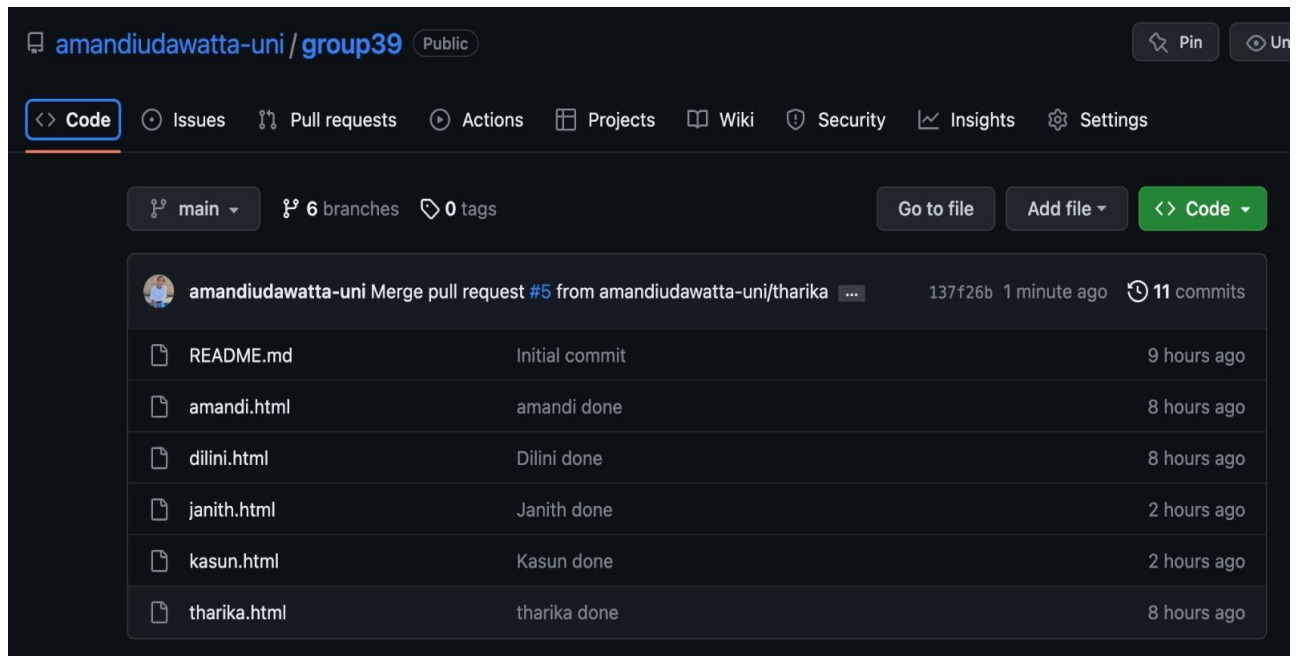 amandiudawatta-uni / group39 Public Pin Un
Code Issues Pull requests Actions Projects Wiki Security Insights Settings
main 6 branches 0 tags Go to file Add file Code
amandiudawatta-uni Merge pull request #5 from amandiudawatta-uni/tharika ... 137f26b 1 minute ago 11 commits
README.md Initial commit 9 hours ago
amandi.html amandi done 8 hours ago
dilini.html Dilini done 8 hours ago
janith.html Janith done 2 hours ago
kasun.html Kasun done 2 hours ago
tharika.html tharika done 8 hours ago